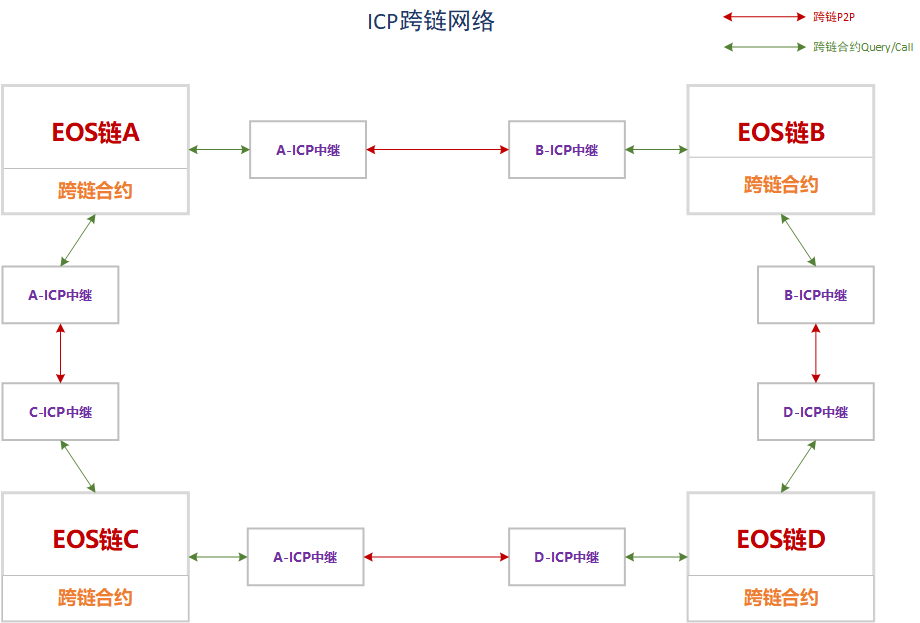 ICP跨链网络
跨链P2P
跨链合约Query/Call
EOS链A
跨链合约
A-ICP中继
B-ICP中继
EOS链B
跨链合约
A-ICP中继
B-ICP中继
C-ICP中继
D-ICP中继
EOS链C
跨链合约
A-ICP中继
D-ICP中继
EOS链D
跨链合约